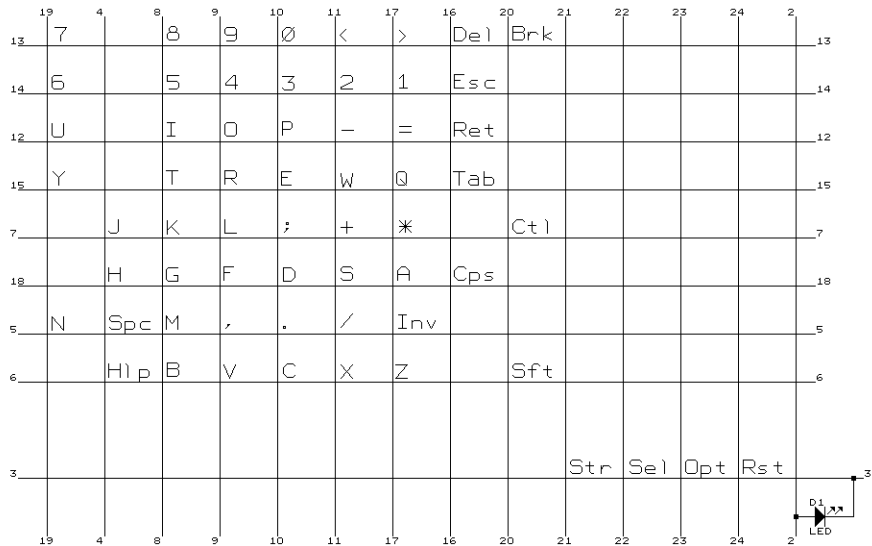 19 4 8 9 10 11 17 16 20 21 22 23 24 2
7 8 9 Ø < > Del Brk
13 13
6 5 4 3 2 1 Esc
14 14
U I O P - = Ret
12 12
Y T R E W Q Tab
15 15
J K L ; + * Ctl
7 7
H G F D S A Cps
18 18
N Spc M , . / Inv
5 5
Hlp B V C X Z Sft
6 6
Str Sel Opt Rst
3 3
D1
LED
19 4 8 9 10 11 17 16 20 21 22 23 24 2